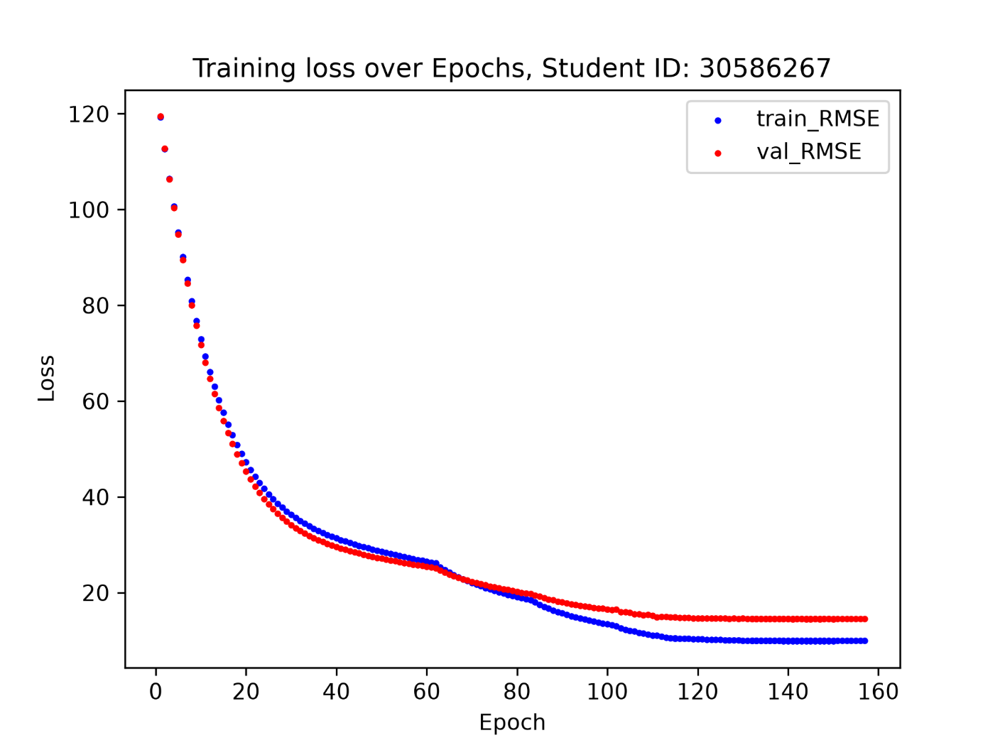 Training loss over Epochs, Student ID: 30586267
train_RMSE
val_RMSE
120
100
80
60
40
20
Loss
0 20 40 60 80 100 120 140 160
Epoch